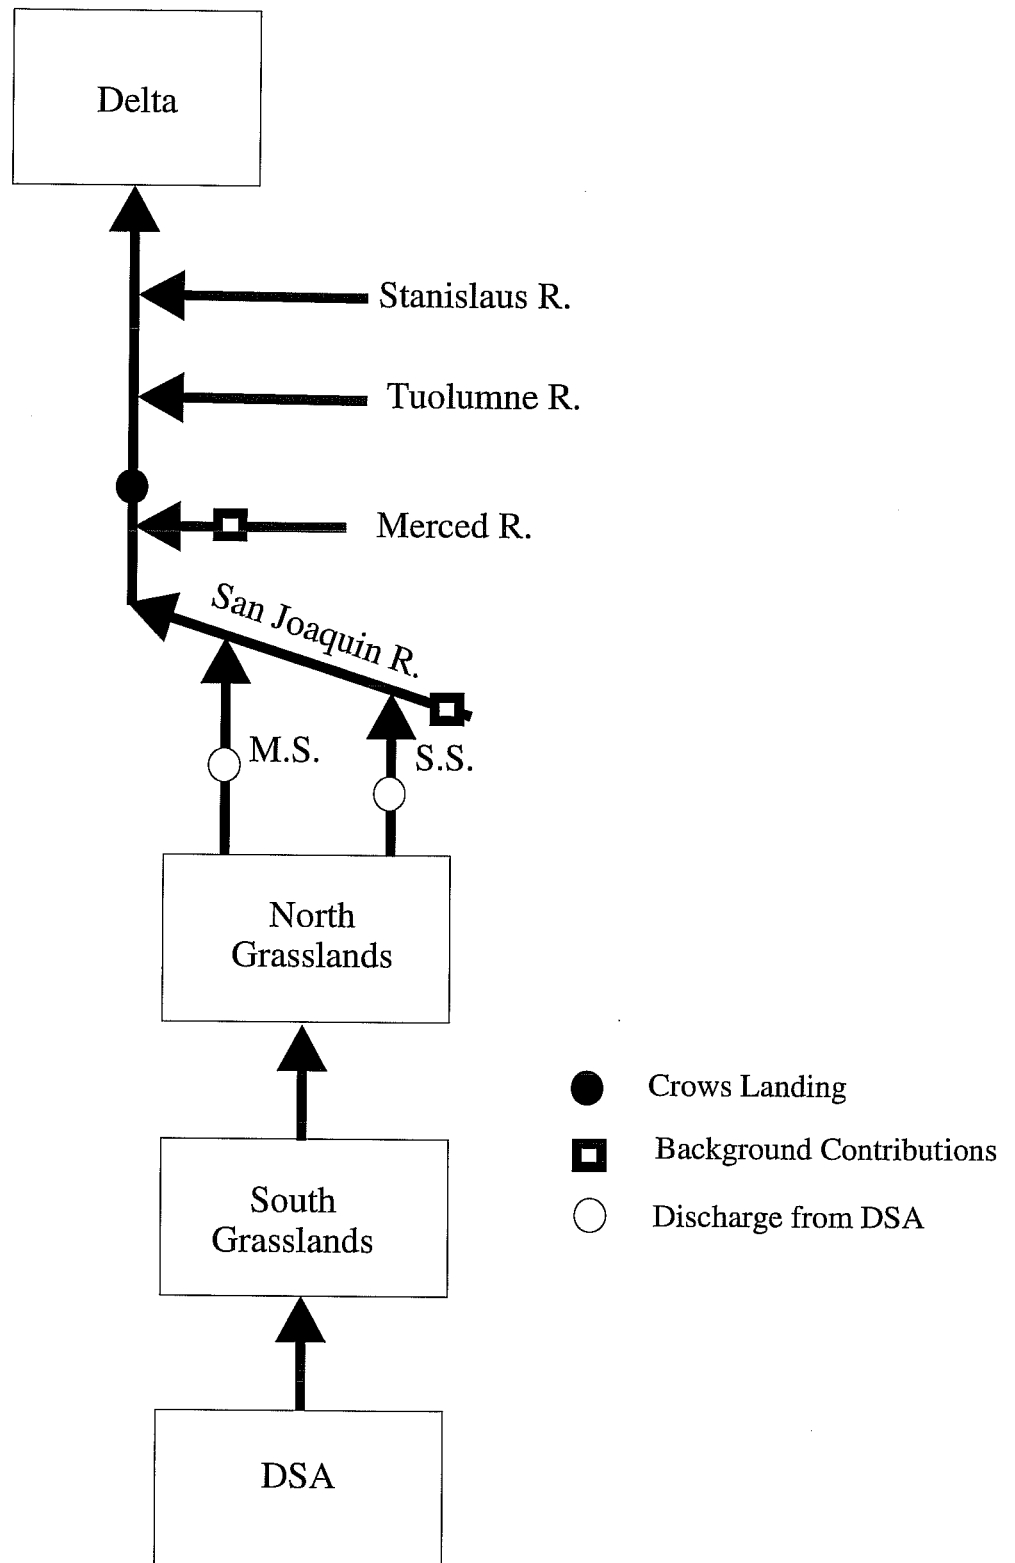 Delta
Stanislaus R.
Tuolumne R.
Merced R.
San Joaquin R.
M.S.
S.S.
North
Grasslands
Crows Landing
Background Contributions
South
Grasslands
Discharge from DSA
DSA